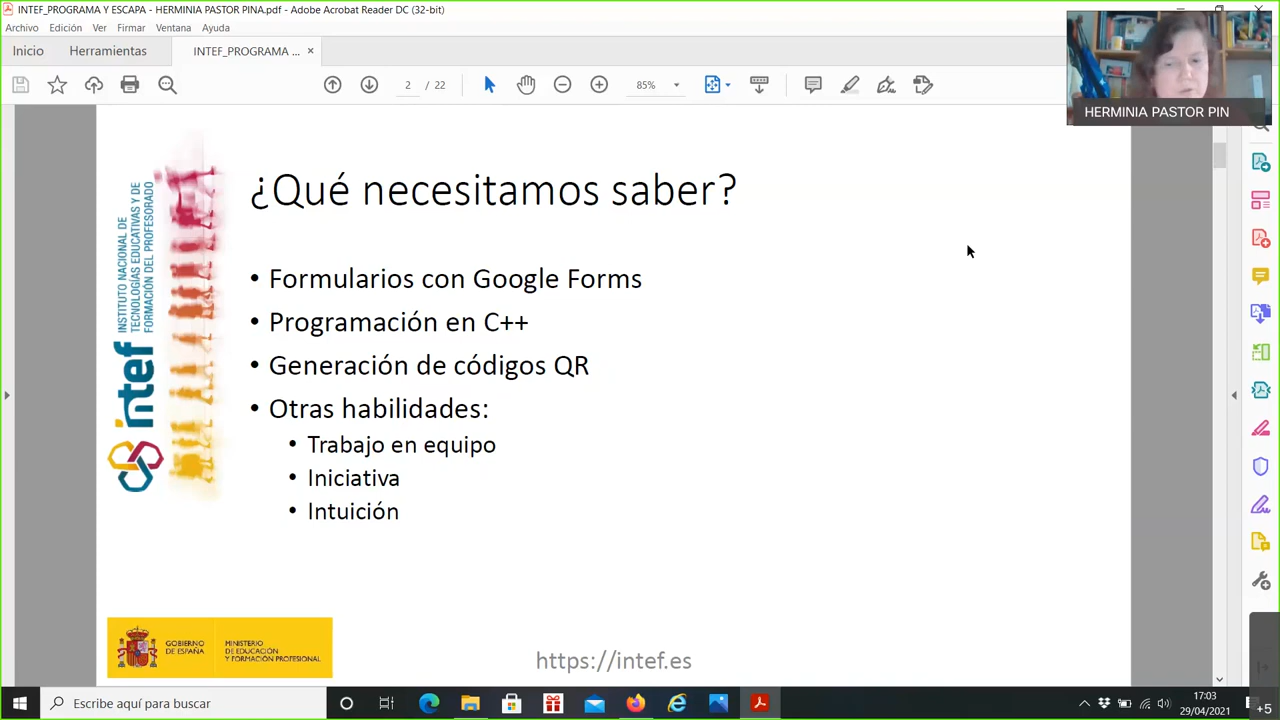 INTEF_PROGRAMA Y ESCAPA - HERMINIA PASTOR PINA.pdf - Adobe Acrobat Reader DC (32-bit)
Archivo Edición Ver Firmar Ventana Ayuda
Inicio Herramientas INTEF_PROGRAMA ... ×
2 / 22 85%
HERMINIA PASTOR PIN
INSTITUTO NACIONAL DE
TECNOLOGÍAS EDUCATIVAS Y DE
FORMACIÓN DEL PROFESORADO
intef
¿Qué necesitamos saber?
• Formularios con Google Forms
• Programación en C++
• Generación de códigos QR
• Otras habilidades:
• Trabajo en equipo
• Iniciativa
• Intuición
GOBIERNO
DE ESPAÑA
MINISTERIO
DE EDUCACIÓN
Y FORMACIÓN PROFESIONAL
https://intef.es
Escribe aquí para buscar
17:03
29/04/2021
+5